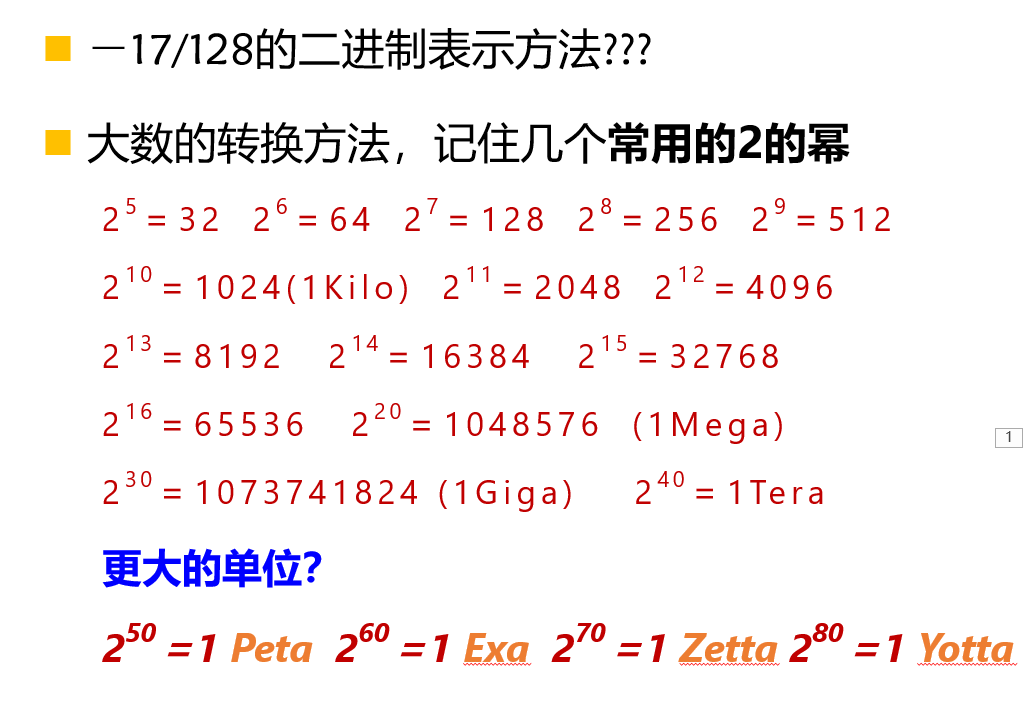 －17/128的二进制表示方法???
大数的转换方法，记住几个常用的2的幂
2^5 = 32 2^6 = 64 2^7 = 128 2^8 = 256 2^9 = 512
2^10 = 1024(1Kilo) 2^11 = 2048 2^12 = 4096
2^13 = 8192 2^14 = 16384 2^15 = 32768
2^16 = 65536 2^20 = 1048576 (1Mega)
1
2^30 = 1073741824 (1Giga) 2^40 = 1Tera
更大的单位?
2^50 =1 Peta 2^60 =1 Exa 2^70 =1 Zetta 2^80 =1 Yotta